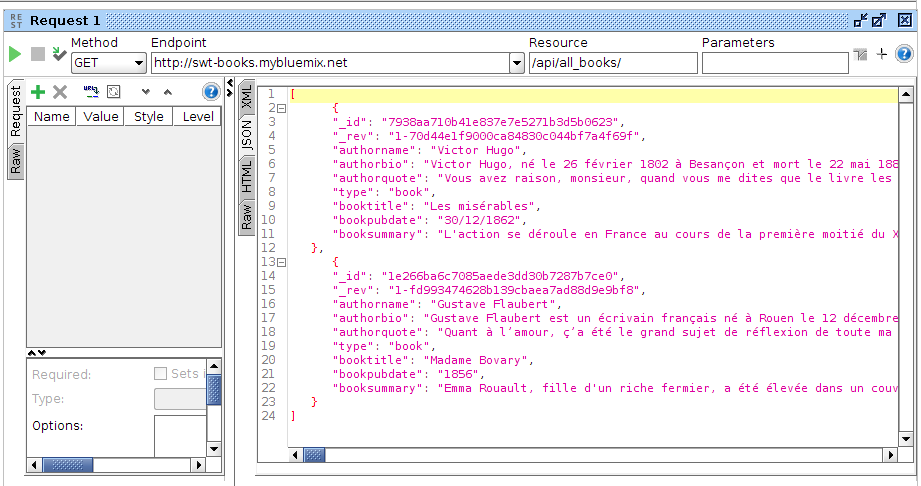 RE ST Request 1
Method Endpoint Resource Parameters
GET http://swt-books.mybluemix.net /api/all_books/
Request
Raw
Name Value Style Level
Required: Sets i
Type:
Options:
XML
JSON
HTML
Raw
1 [
2 {
3 "_id": "7938aa710b41e837e7e5271b3d5b0623",
4 "_rev": "1-70d44e1f9000ca84830c044bf7a4f69f",
5 "authorname": "Victor Hugo",
6 "authorbio": "Victor Hugo, né le 26 février 1802 à Besançon et mort le 22 mai 188
7 "authorquote": "Vous avez raison, monsieur, quand vous me dites que le livre les
8 "type": "book",
9 "booktitle": "Les misérables",
10 "bookpubdate": "30/12/1862",
11 "booksummary": "L'action se déroule en France au cours de la première moitié du X
12 },
13 {
14 "_id": "1e266ba6c7085aede3dd30b7287b7ce0",
15 "_rev": "1-fd993474628b139cbaea7ad88d9e9bf8",
16 "authorname": "Gustave Flaubert",
17 "authorbio": "Gustave Flaubert est un écrivain français né à Rouen le 12 décembre
18 "authorquote": "Quant à l’amour, ç’a été le grand sujet de réflexion de toute ma
19 "type": "book",
20 "booktitle": "Madame Bovary",
21 "bookpubdate": "1856",
22 "booksummary": "Emma Rouault, fille d'un riche fermier, a été élevée dans un couv
23 }
24 ]